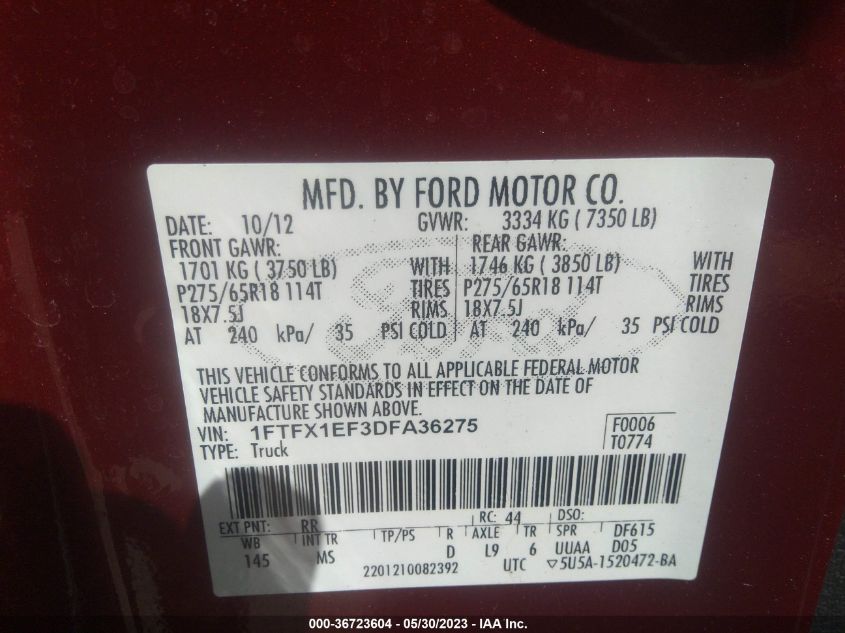 MFD. BY FORD MOTOR CO.
DATE: 10/12 GVWR: 3334 KG ( 7350 LB)
FRONT GAWR: REAR GAWR:
1701 KG ( 3750 LB) WITH 1746 KG ( 3850 LB) WITH
P275/65R18 114T TIRES P275/65R18 114T TIRES
18X7.5J RIMS 18X7.5J RIMS
AT 240 kPa/ 35 PSI COLD AT 240 kPa/ 35 PSI COLD
THIS VEHICLE CONFORMS TO ALL APPLICABLE FEDERAL MOTOR
VEHICLE SAFETY STANDARDS IN EFFECT ON THE DATE OF
MANUFACTURE SHOWN ABOVE.
VIN: 1FTFX1EF3DFA36275 F0006
TYPE: Truck T0774
EXT PNT: RR RC: 44 DSO:
WB INT TR TP/PS R AXLE TR SPR DF615
145 MS D L9 6 UUAA D05
2201210082392 UTC ▽5U5A-1520472-BA
000-36723604 - 05/30/2023 - IAA Inc.